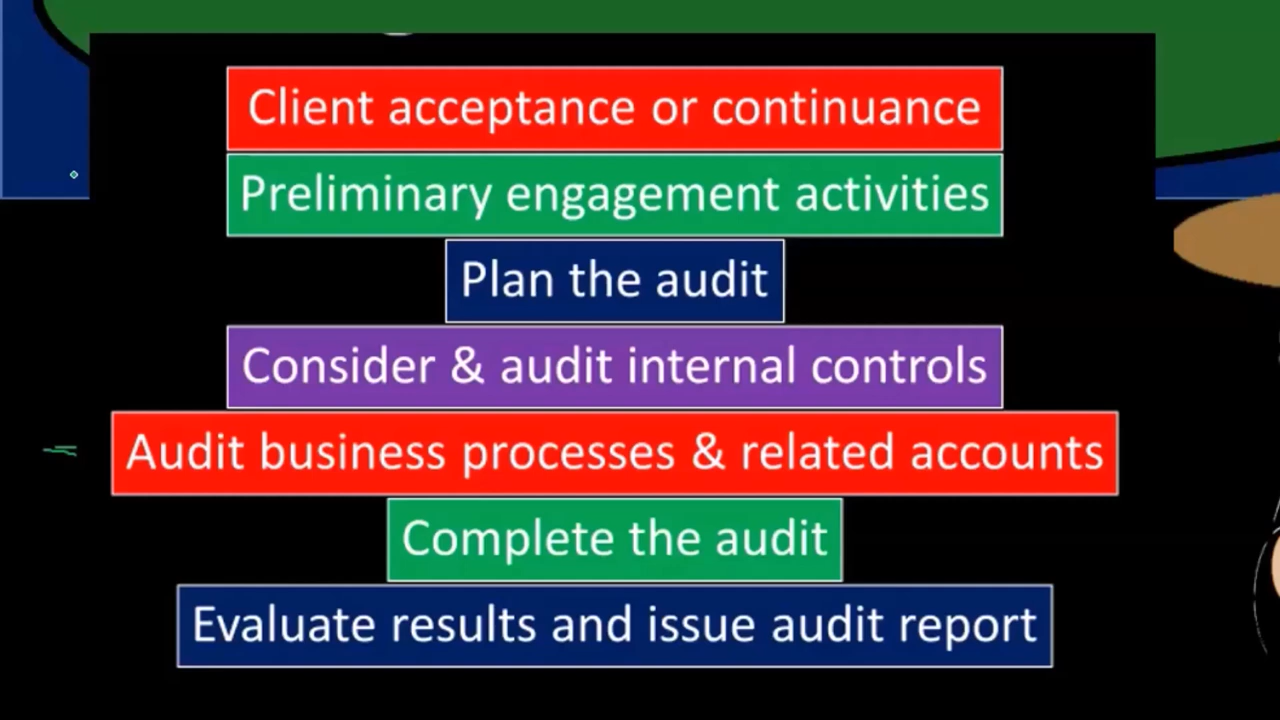 Client acceptance or continuance
Preliminary engagement activities
Plan the audit
Consider & audit internal controls
Audit business processes & related accounts
Complete the audit
Evaluate results and issue audit report